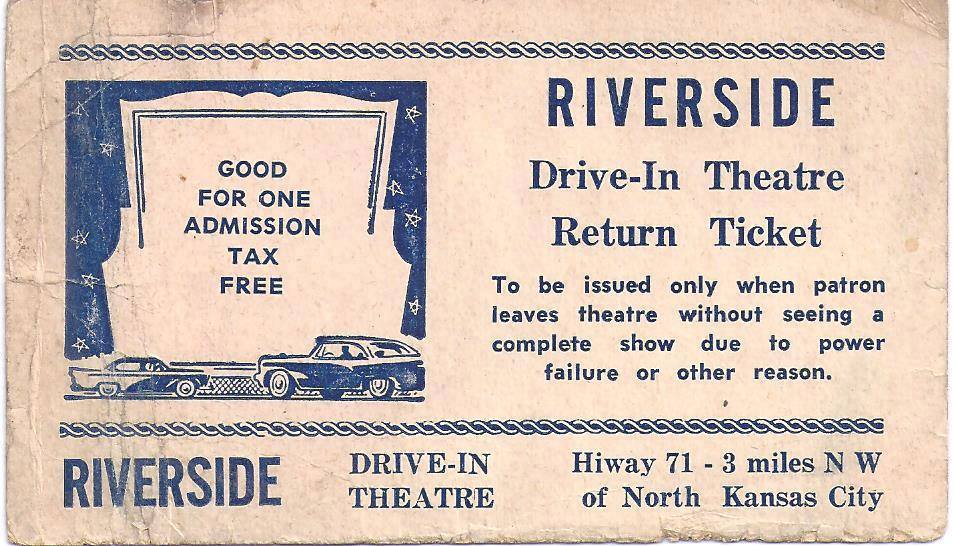 GOOD
FOR ONE
ADMISSION
TAX
FREE
RIVERSIDE
Drive-In Theatre
Return Ticket
To be issued only when patron
leaves theatre without seeing a
complete show due to power
failure or other reason.
RIVERSIDE
DRIVE-IN
THEATRE
Hiway 71 - 3 miles N W
of North Kansas City